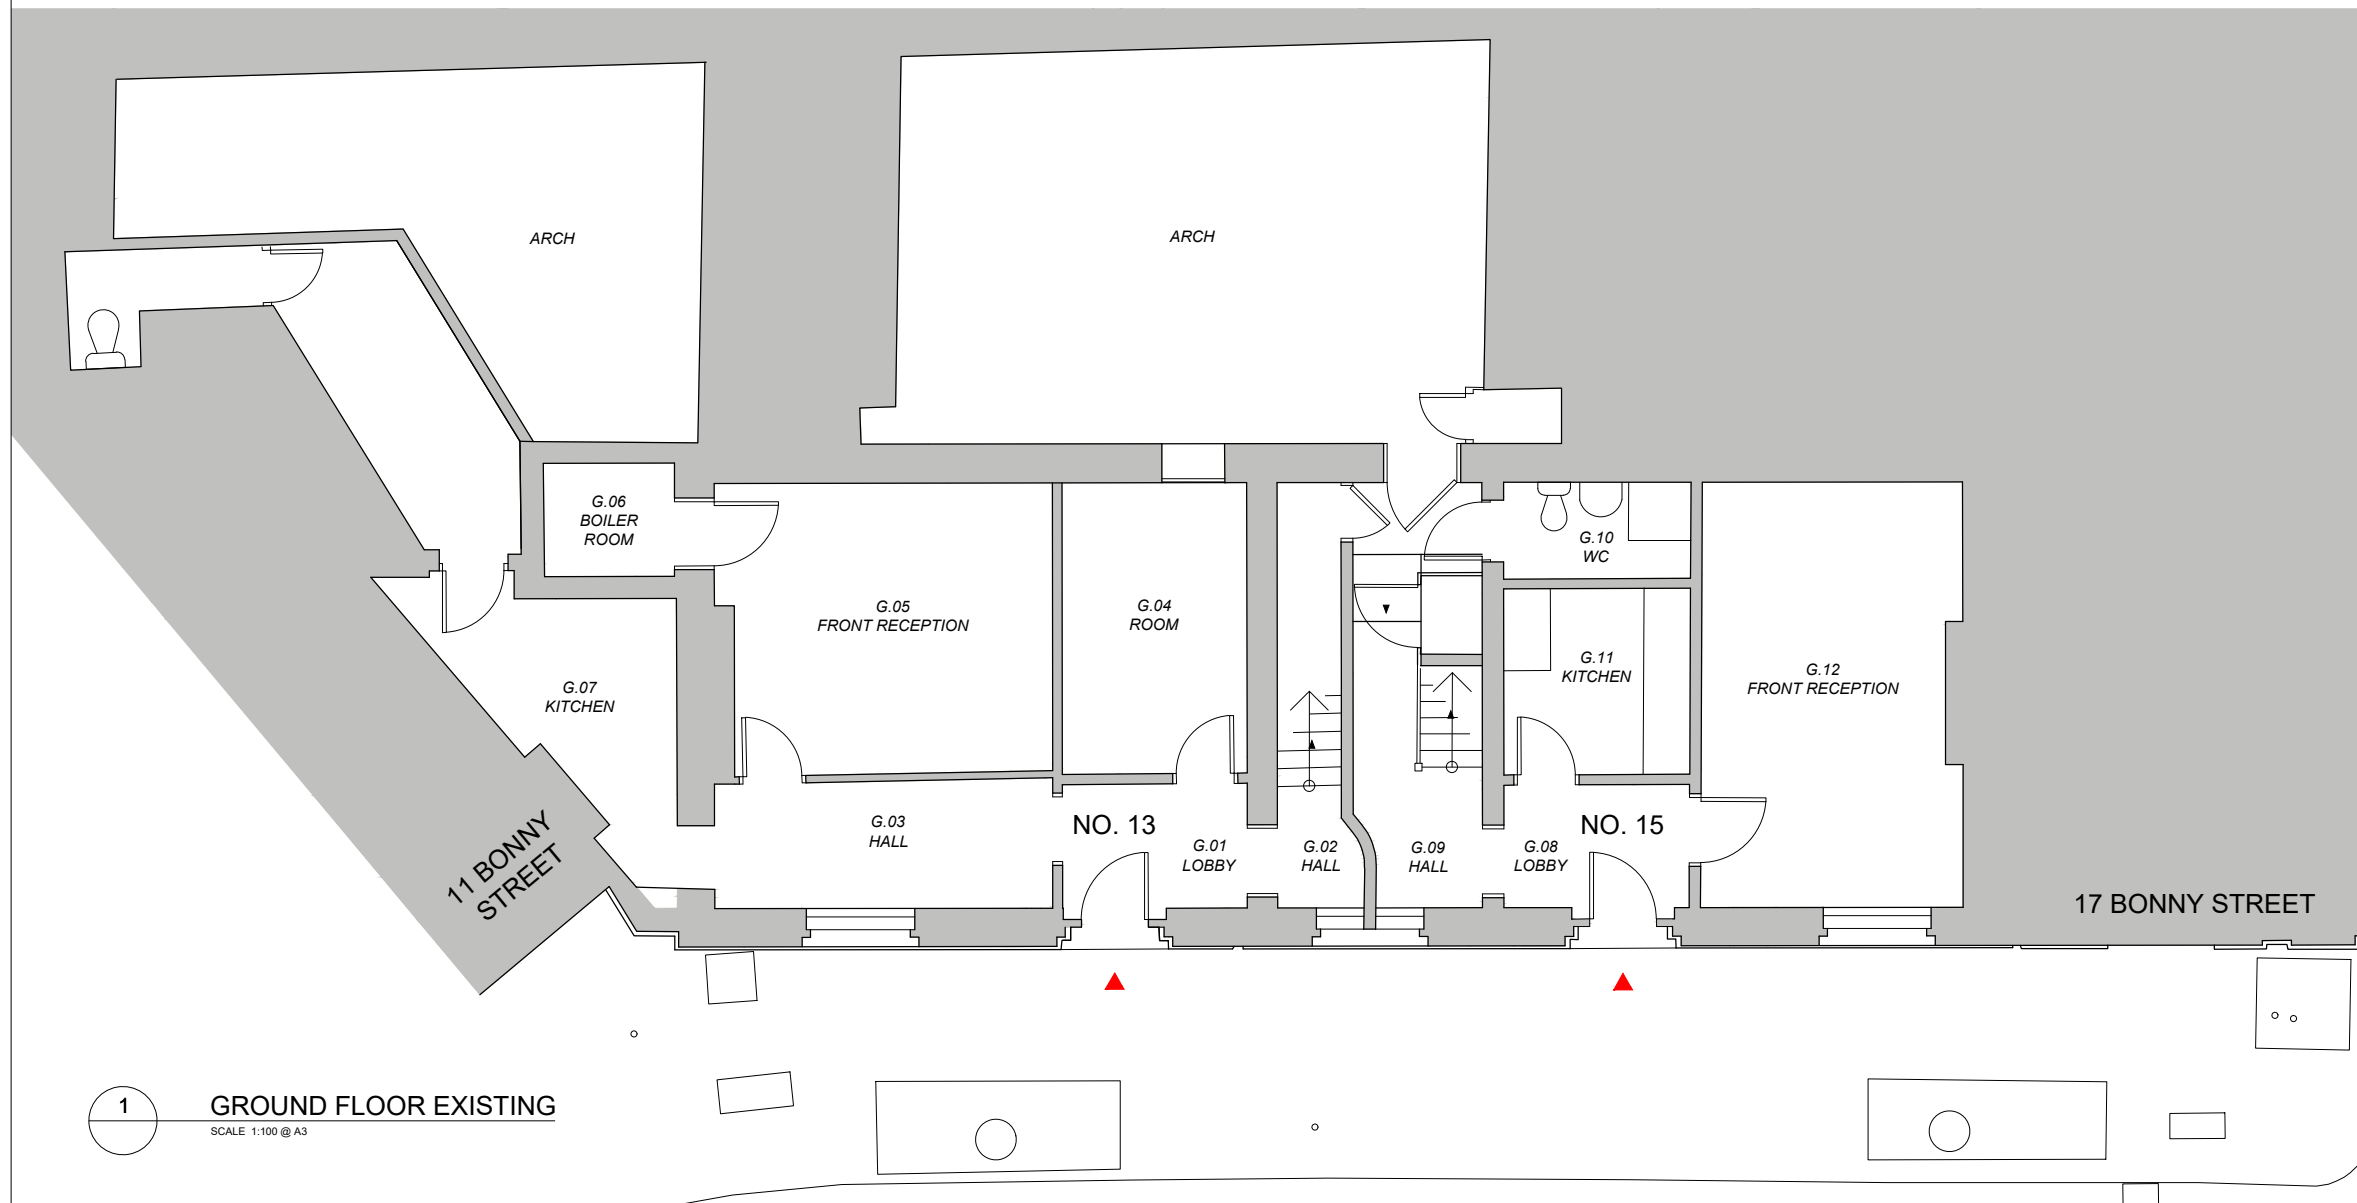 ARCH
ARCH
G.06
BOILER
ROOM
G.05
FRONT RECEPTION
G.04
ROOM
G.10
WC
G.11
KITCHEN
G.12
FRONT RECEPTION
G.07
KITCHEN
G.03
HALL
NO. 13
G.01
LOBBY
G.02
HALL
G.09
HALL
G.08
LOBBY
NO. 15
11 BONNY
STREET
17 BONNY STREET
1
GROUND FLOOR EXISTING
SCALE 1:100 @ A3